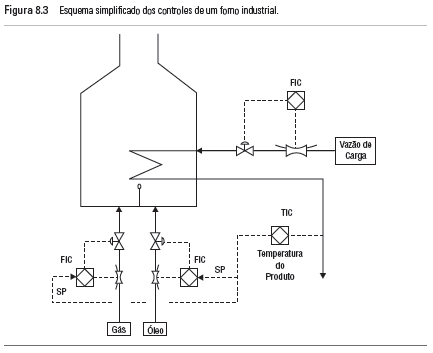 Figura 8.3 Esquema simplificado dos controles de um forno industrial.
FIC
Vazão de
Carga
TIC
Temperatura
do
Produto
FIC
SP
FIC
SP
Gás
Óleo